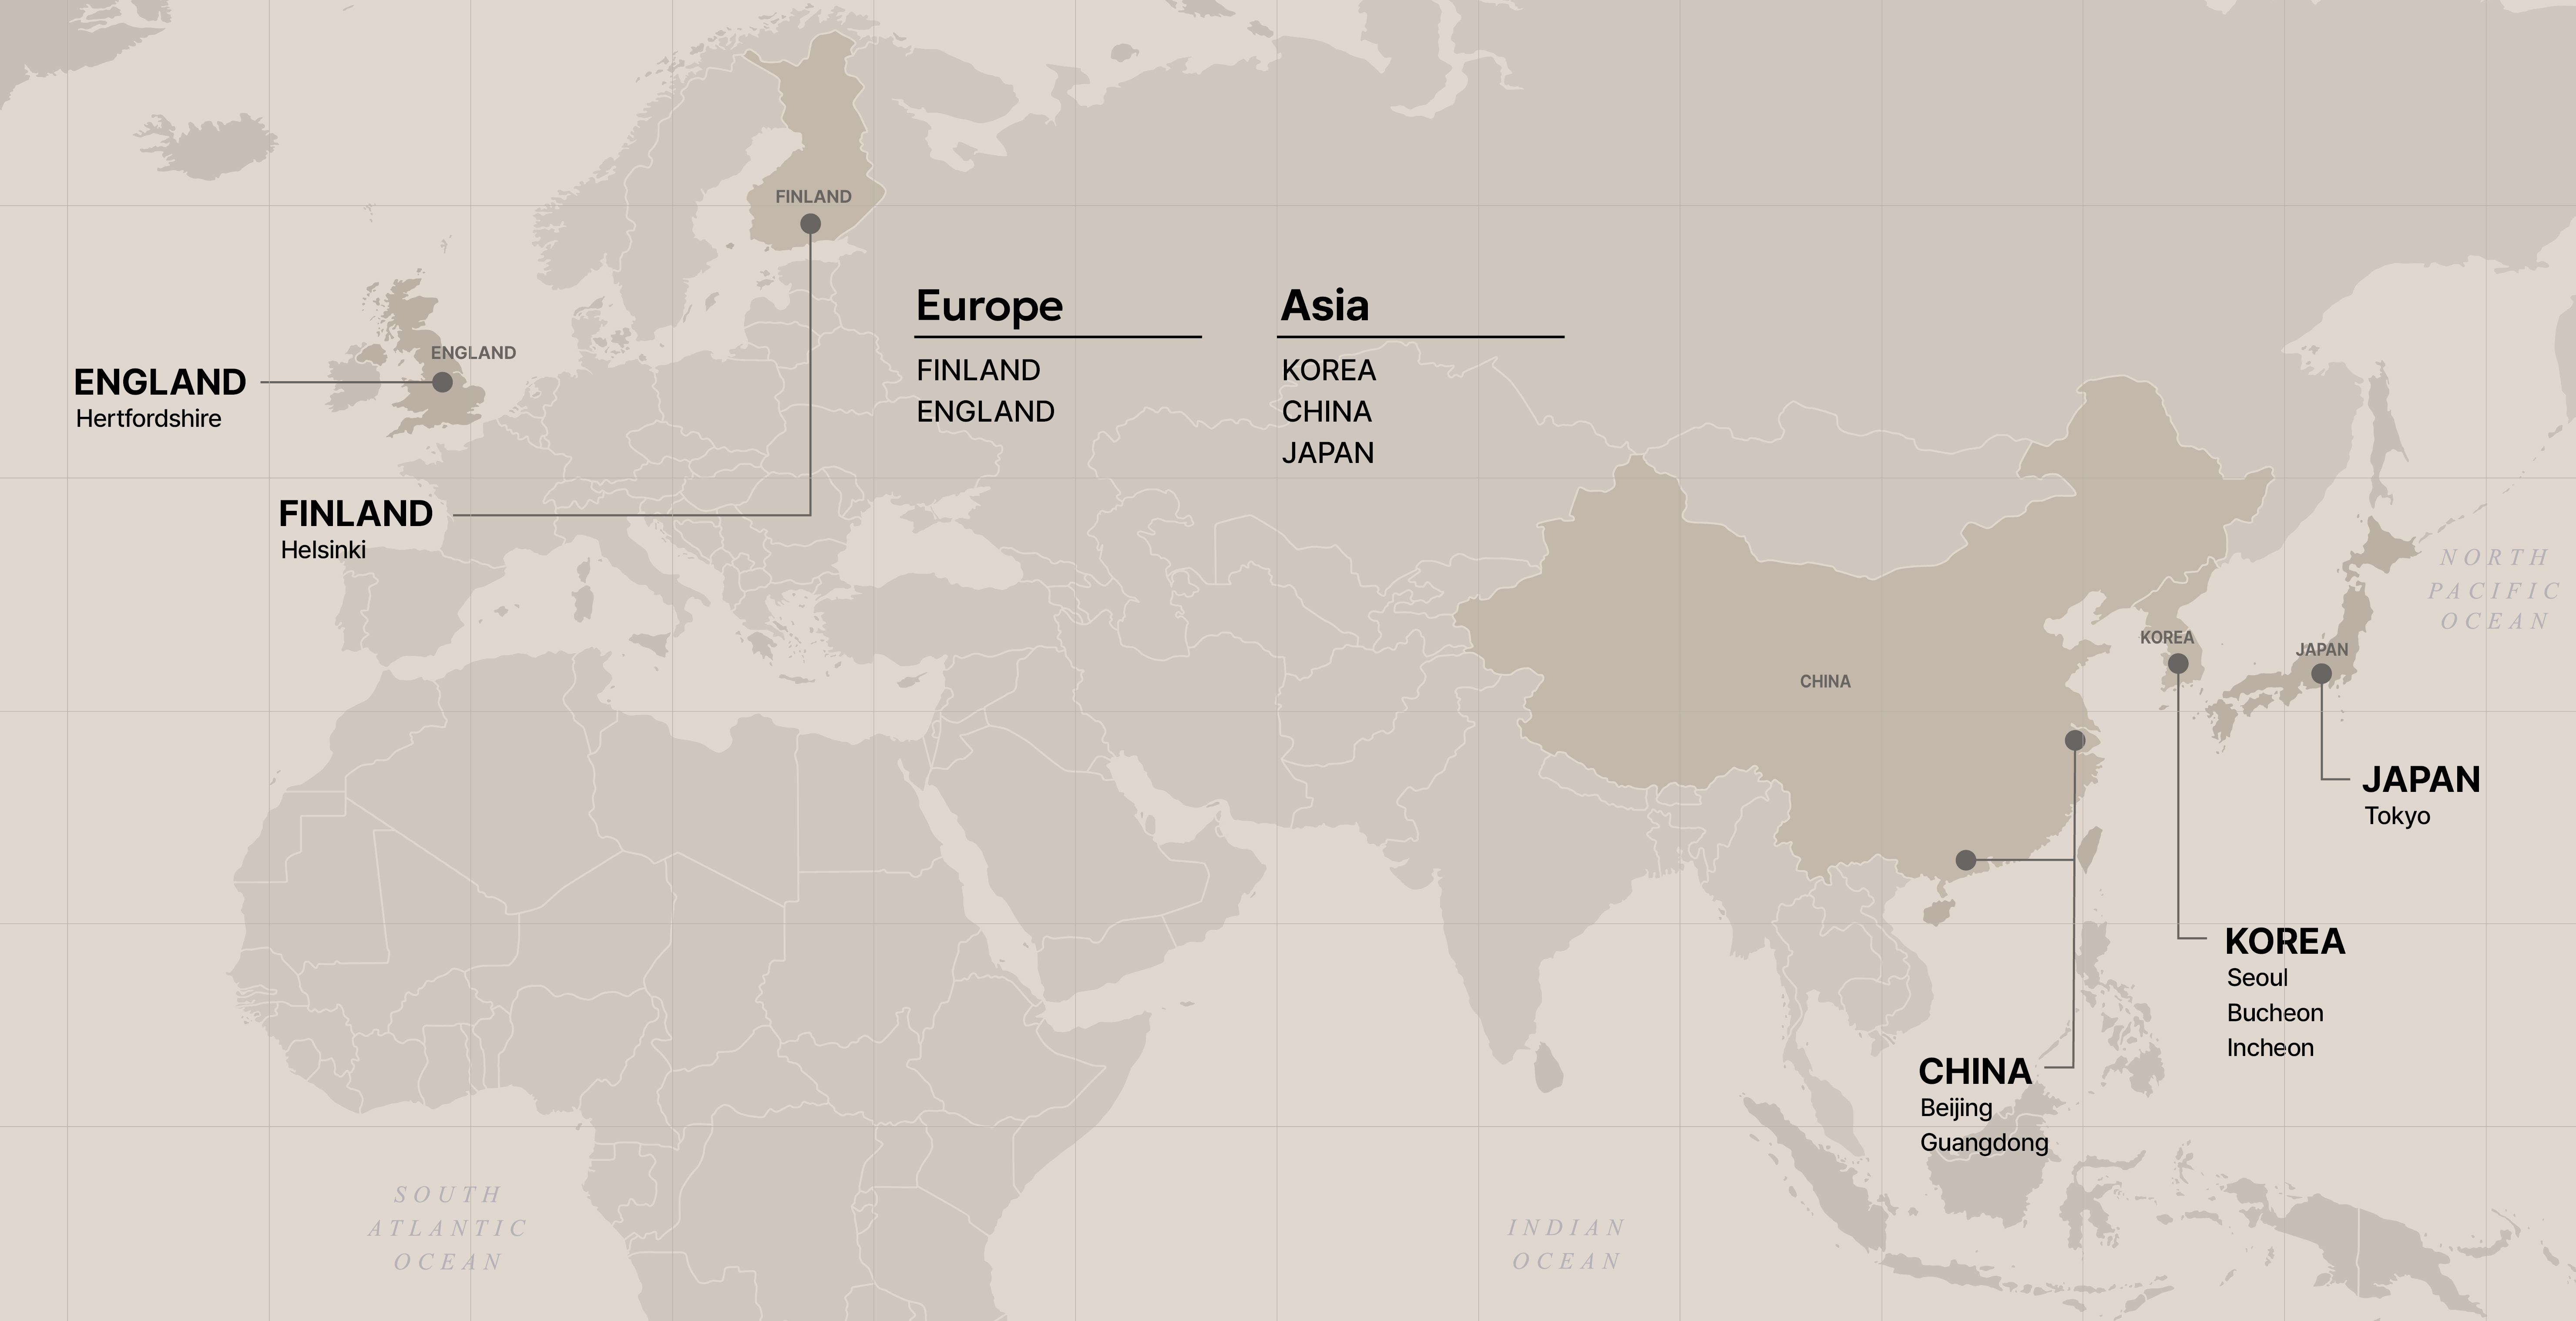 FINLAND
ENGLAND
ENGLAND
Hertfordshire
FINLAND
Helsinki
Europe
FINLAND
ENGLAND
Asia
KOREA
CHINA
JAPAN
NORTH
PACIFIC
OCEAN
KOREA
JAPAN
CHINA
JAPAN
Tokyo
KOREA
Seoul
Bucheon
Incheon
CHINA
Beijing
Guangdong
SOUTH
ATLANTIC
OCEAN
INDIAN
OCEAN